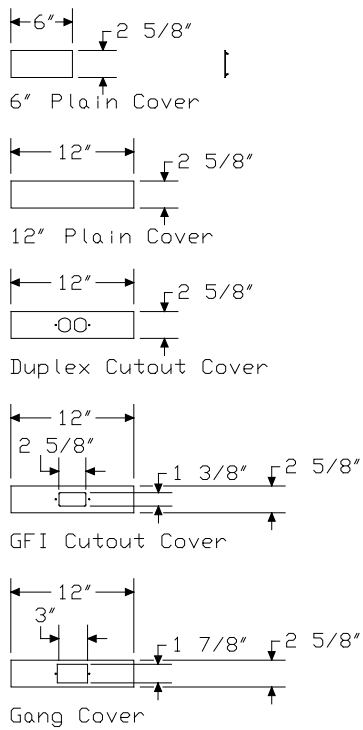 6"
2 5/8"
6" Plain Cover
12"
2 5/8"
12" Plain Cover
12"
2 5/8"
Duplex Cutout Cover
12"
2 5/8"
1 3/8"
2 5/8"
GFI Cutout Cover
12"
3"
1 7/8"
2 5/8"
Gang Cover